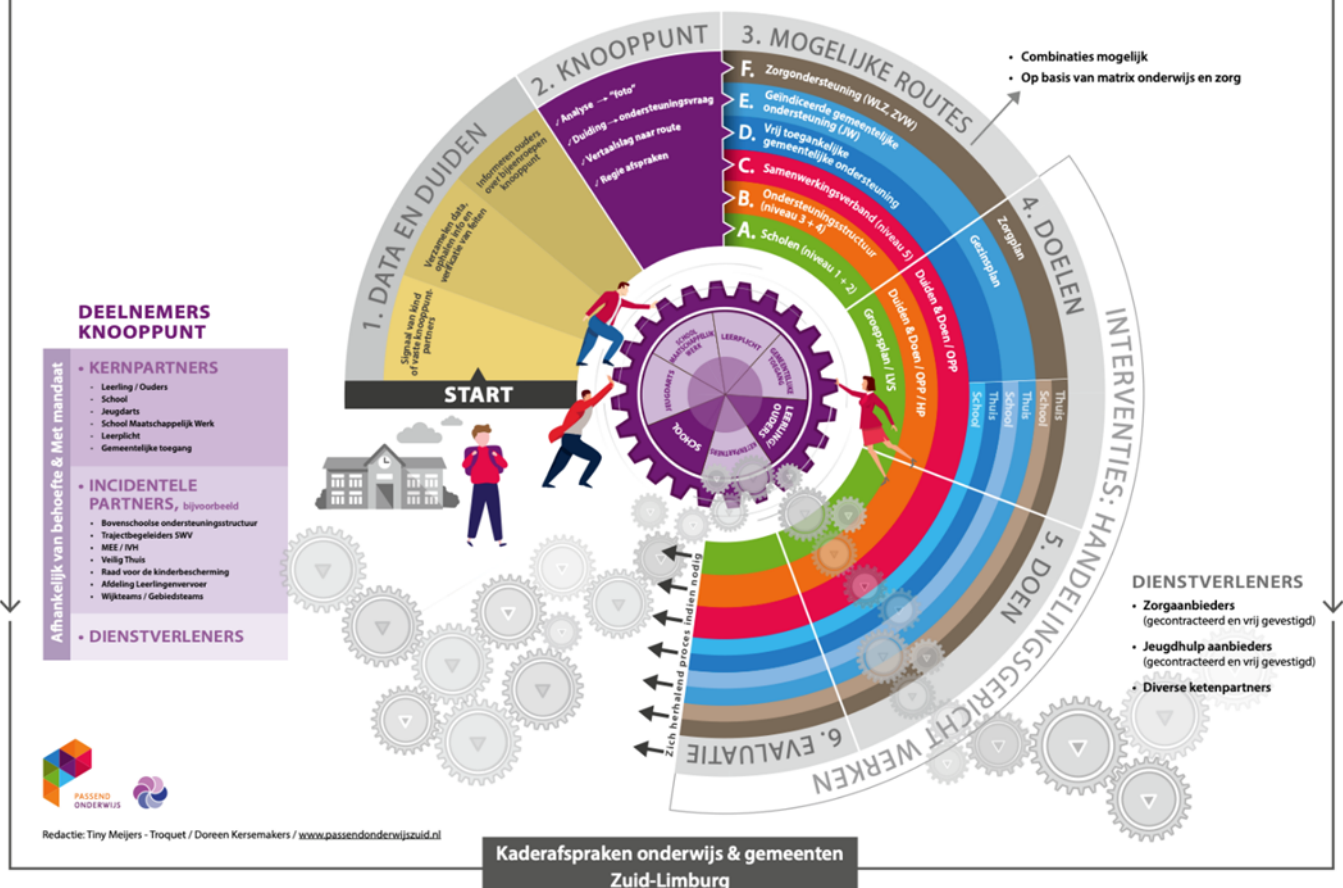 1. DATA EN DUIDEN
Signaal van kind
of vaste knooppunt-
partners
Verzamelen data,
ophalen info en
verificatie van feiten
Informeren ouders
over bijeenroepen
knooppunt
START
2. KNOOPPUNT
✓ Analyse → "foto"
✓ Duiding → ondersteuningsvraag
✓ Vertaalslag naar route
✓ Regie afspraken
3. MOGELIJKE ROUTES
F. Zorgondersteuning (WLZ, ZVW)
E. Geïndiceerde gemeentelijke
ondersteuning (JW)
D. Vrij toegankelijke
gemeentelijke ondersteuning
C. Samenwerkingsverband (niveau 5)
B. Ondersteuningsstructuur
(niveau 3 + 4)
A. Scholen (niveau 1 + 2)
• Combinaties mogelijk
• Op basis van matrix onderwijs en zorg
4. DOELEN
Zorgplan
Gezinsplan
Duiden & Doen / OPP
Duiden & Doen / OPP / HP
Groepsplan / LVS
School
Thuis
School
Thuis
School
Thuis
INTERVENTIES: HANDELINGSGERICHT WERKEN
5. DOEN
6. EVALUATIE
Zich herhalend proces indien nodig
SCHOOL
MAATSCHAPPELIJK
WERK
LEERPLICHT
GEMEENTELIJKE
TOEGANG
LEERLING/
OUDERS
KETENPARTNERS
SCHOOL
JEUGDARTS
DEELNEMERS
KNOOPPUNT
Afhankelijk van behoefte & Met mandaat
• KERNPARTNERS
- Leerling / Ouders
- School
- Jeugdarts
- School Maatschappelijk Werk
- Leerplicht
- Gemeentelijke toegang
• INCIDENTELE
PARTNERS, bijvoorbeeld
• Bovenschoolse ondersteuningsstructuur
• Trajectbegeleiders SWV
• MEE / IVH
• Veilig Thuis
• Raad voor de kinderbescherming
• Afdeling Leerlingenvervoer
• Wijkteams / Gebiedsteams
• DIENSTVERLENERS
DIENSTVERLENERS
• Zorgaanbieders
(gecontracteerd en vrij gevestigd)
• Jeugdhulp aanbieders
(gecontracteerd en vrij gevestigd)
• Diverse ketenpartners
PASSEND
ONDERWIJS
Redactie: Tiny Meijers - Troquet / Doreen Kersemakers / www.passendonderwijszuid.nl
Kaderafspraken onderwijs & gemeenten
Zuid-Limburg